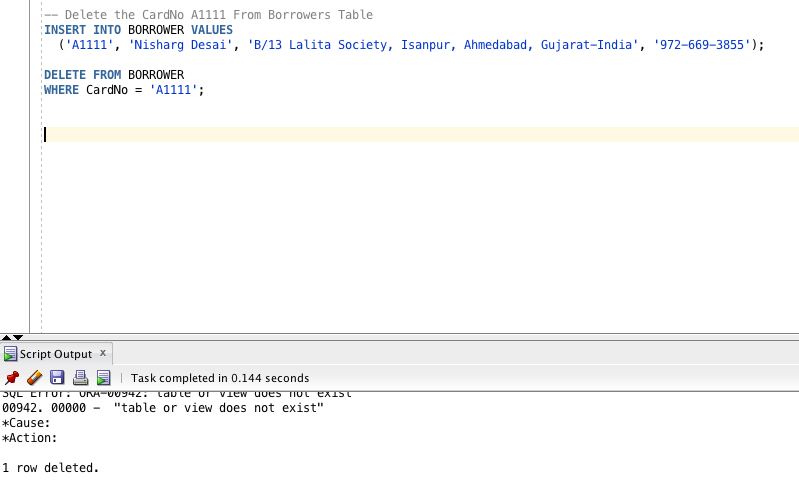 -- Delete the CardNo A1111 From Borrowers Table
INSERT INTO BORROWER VALUES
('A1111', 'Nisharg Desai', 'B/13 Lalita Society, Isanpur, Ahmedabad, Gujarat-India', '972-669-3855');
DELETE FROM BORROWER
WHERE CardNo = 'A1111';
Script Output x
Task completed in 0.144 seconds
SQL Error: ORA-00942: table or view does not exist
00942. 00000 - "table or view does not exist"
*Cause:
*Action:
1 row deleted.